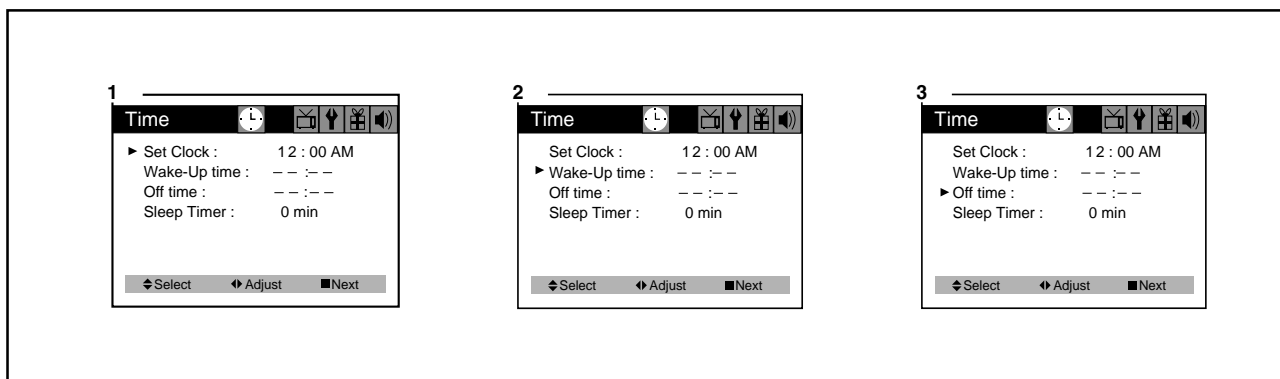 1
Time
► Set Clock : 12 : 00 AM
Wake-Up time : – – :– –
Off time : – – :– –
Sleep Timer : 0 min
Select Adjust Next
2
Time
Set Clock : 12 : 00 AM
► Wake-Up time : – – :– –
Off time : – – :– –
Sleep Timer : 0 min
Select Adjust Next
3
Time
Set Clock : 12 : 00 AM
Wake-Up time : – – :– –
► Off time : – – :– –
Sleep Timer : 0 min
Select Adjust Next